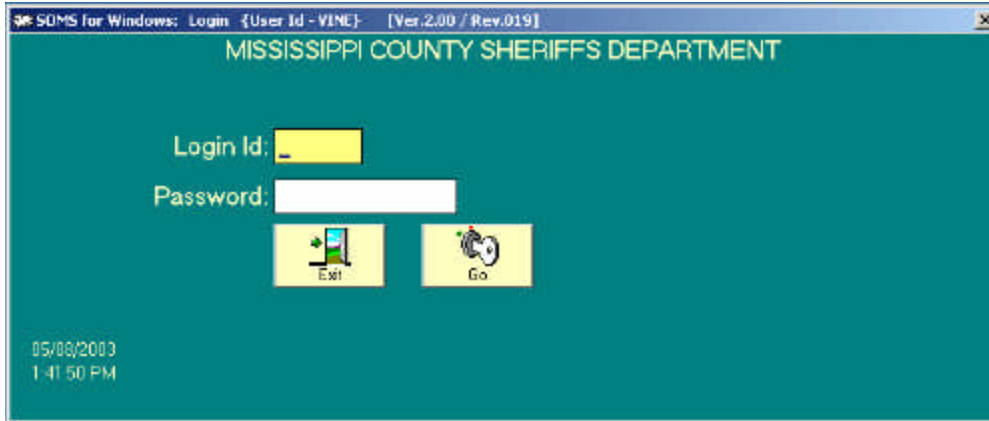 SOMS for Windows: Login {User Id - VINE} [Ver.2.00 / Rev.019]
MISSISSIPPI COUNTY SHERIFFS DEPARTMENT
Login Id:
Password:
Exit Go
05/08/2003
1:41:50 PM